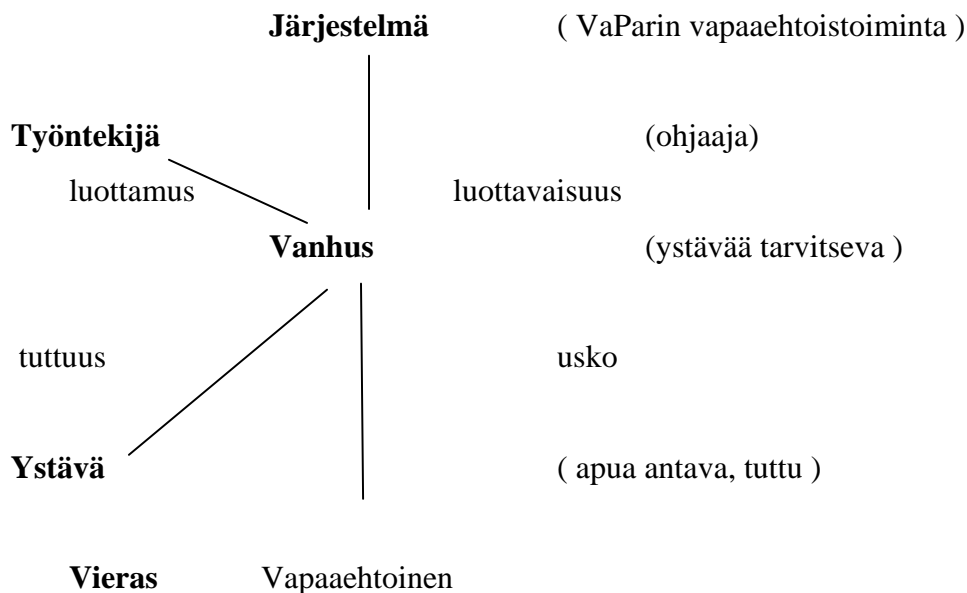 Järjestelmä ( VaParin vapaaehtoistoiminta )
Työntekijä (ohjaaja)
luottamus luottavaisuus
Vanhus (ystävää tarvitseva )
tuttuus usko
Ystävä ( apua antava, tuttu )
Vieras Vapaaehtoinen